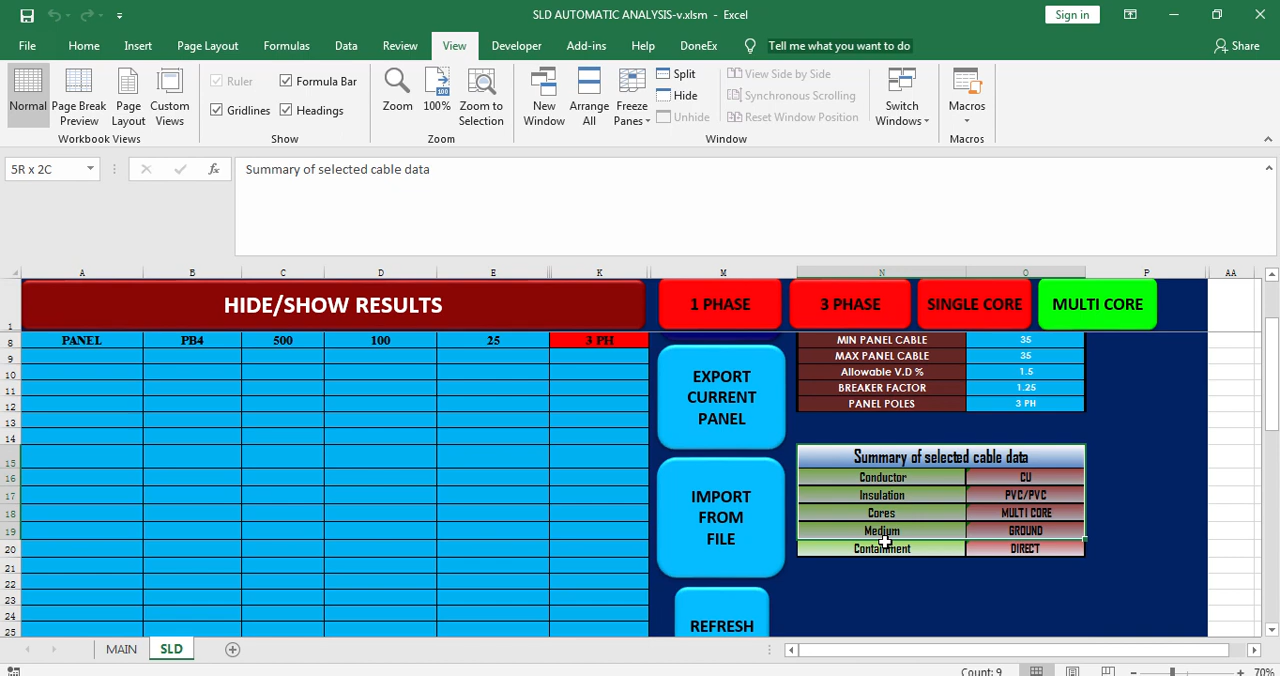 SLD AUTOMATIC ANALYSIS-v.xlsm - Excel
Sign in
File Home Insert Page Layout Formulas Data Review View Developer Add-ins Help DoneEx Tell me what you want to do Share
Normal
Page Break Preview
Page Layout
Custom Views
Workbook Views
Ruler
Formula Bar
Gridlines
Headings
Show
Zoom
100%
Zoom to Selection
Zoom
New Window
Arrange All
Freeze Panes
Split
Hide
Unhide
View Side by Side
Synchronous Scrolling
Reset Window Position
Window
Switch Windows
Macros
Macros
5R x 2C
fx
Summary of selected cable data
A B C D E K M N O P AA
1
HIDE/SHOW RESULTS
1 PHASE
3 PHASE
SINGLE CORE
MULTI CORE
8 PANEL PB4 500 100 25 3 PH
9
10
11
12
13
14
15
16
17
18
19
20
21
22
23
24
25
EXPORT
CURRENT
PANEL
IMPORT
FROM
FILE
REFRESH
MIN PANEL CABLE 35
MAX PANEL CABLE 35
Allowable V.D % 1.5
BREAKER FACTOR 1.25
PANEL POLES 3 PH
Summary of selected cable data
Conductor CU
Insulation PVC/PVC
Cores MULTI CORE
Medium GROUND
Containment DIRECT
MAIN SLD
Count: 9
70%